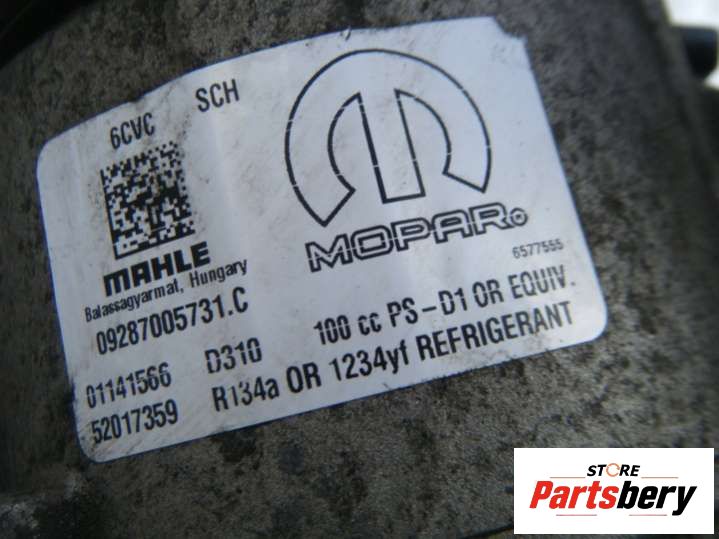 6CVC SCH
MAHLE
Balassagyarmat, Hungary
09287005731.C
01141566 D310
52017359
MOPAR®
6577555
100 cc PS-D1 OR EQUIV.
R134a OR 1234yf REFRIGERANT
STORE
Partsbery